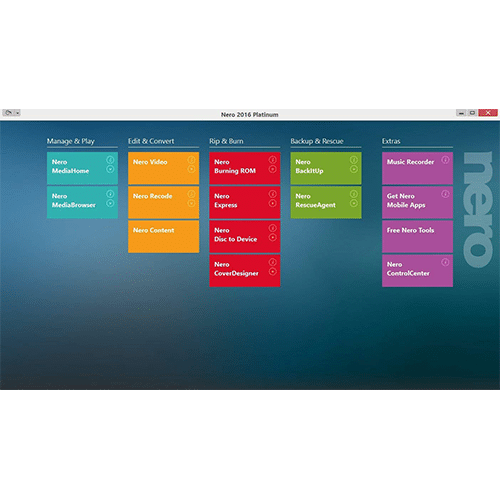 Nero 2016 Platinum
Manage & Play
Nero
MediaHome
Nero
MediaBrowser
Edit & Convert
Nero Video
Nero Recode
Nero Content
Rip & Burn
Nero
Burning ROM
Nero
Express
Nero
Disc to Device
Nero
CoverDesigner
Backup & Rescue
Nero
BackItUp
Nero
RescueAgent
Extras
Music Recorder
Get Nero
Mobile Apps
Free Nero Tools
Nero
ControlCenter
nero